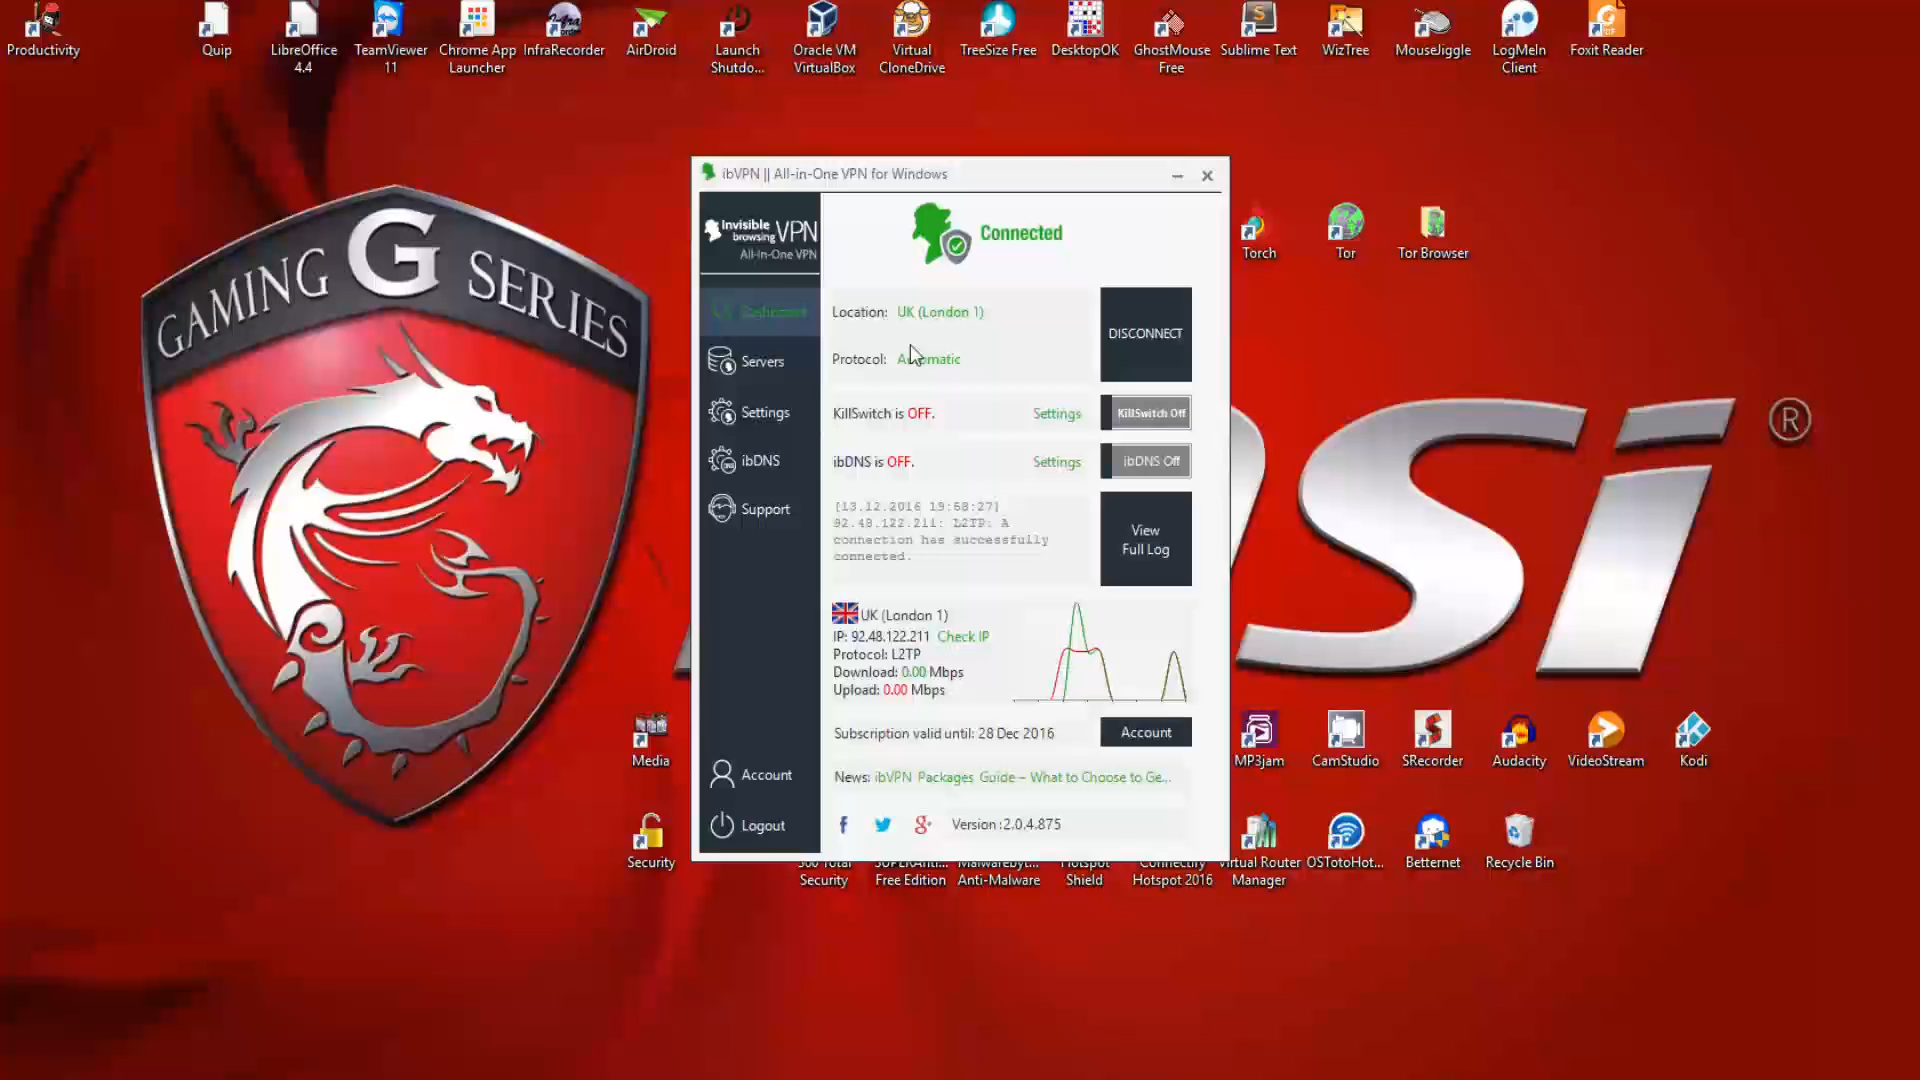 Productivity
Quip
LibreOffice
4.4
TeamViewer
11
Chrome App
Launcher
InfraRecorder
AirDroid
Launch
Shutdo...
Oracle VM
VirtualBox
Virtual
CloneDrive
TreeSize Free
DesktopOK
GhostMouse
Free
Sublime Text
WizTree
MouseJiggle
LogMeIn
Client
Foxit Reader
GAMING G SERIES
ibVPN || All-in-One VPN for Windows
Invisible
browsing VPN
All-In-One VPN
Connected
Dashboard
Servers
Settings
ibDNS
Support
Account
Logout
Location: UK (London 1)
Protocol: Automatic
DISCONNECT
KillSwitch is OFF. Settings KillSwitch Off
ibDNS is OFF. Settings ibDNS Off
[13.12.2016 19:58:27]
92.48.122.211: L2TP: A
connection has successfully
connected.
View
Full Log
UK (London 1)
IP: 92.48.122.211 Check IP
Protocol: L2TP
Download: 0.00 Mbps
Upload: 0.00 Mbps
Subscription valid until: 28 Dec 2016 Account
News: ibVPN Packages Guide – What to Choose to Ge...
Version :2.0.4.875
Torch
Tor
Tor Browser
Si ®
Media
MP3jam
CamStudio
SRecorder
Audacity
VideoStream
Kodi
Security
360 Total
Security
SUPERAnti...
Free Edition
Malwarebyt...
Anti-Malware
Hotspot
Shield
Connectify
Hotspot 2016
Virtual Router
Manager
OSTotoHot...
Betternet
Recycle Bin